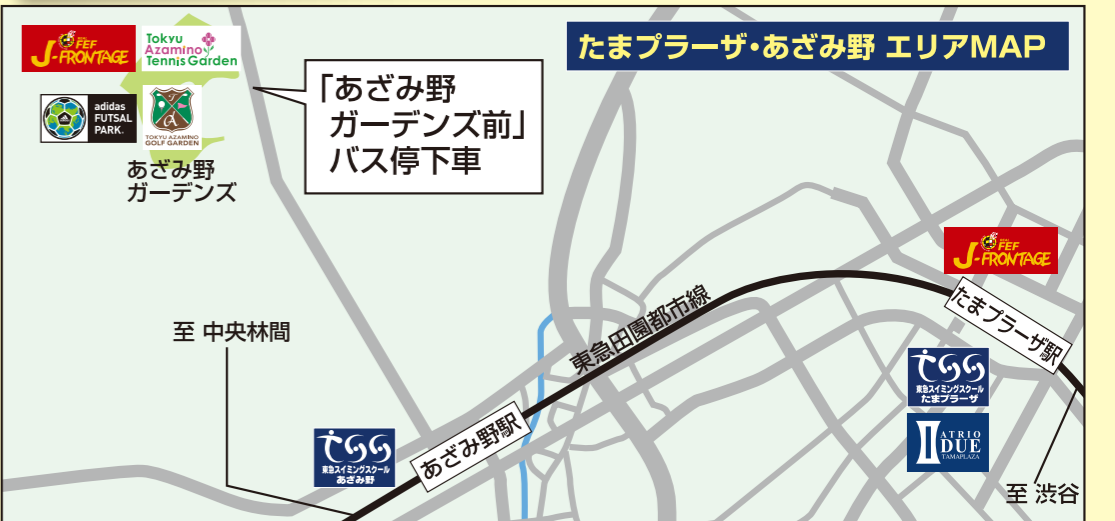 たまプラーザ・あざみ野 エリアMAP
FEF
J-FRONTAGE
Tokyu
Azamino
Tennis Garden
adidas
FUTSAL
PARK.
T
A
TOKYU AZAMINO
GOLF GARDEN
あざみ野
ガーデンズ
「あざみ野
ガーデンズ前」
バス停下車
FEF
J-FRONTAGE
たまプラーザ駅
東急田園都市線
至 中央林間
tss
東急スイミングスクール
たまプラーザ
ATRIO
DUE
TAMAPLAZA
あざみ野駅
tss
東急スイミングスクール
あざみ野
至 渋谷